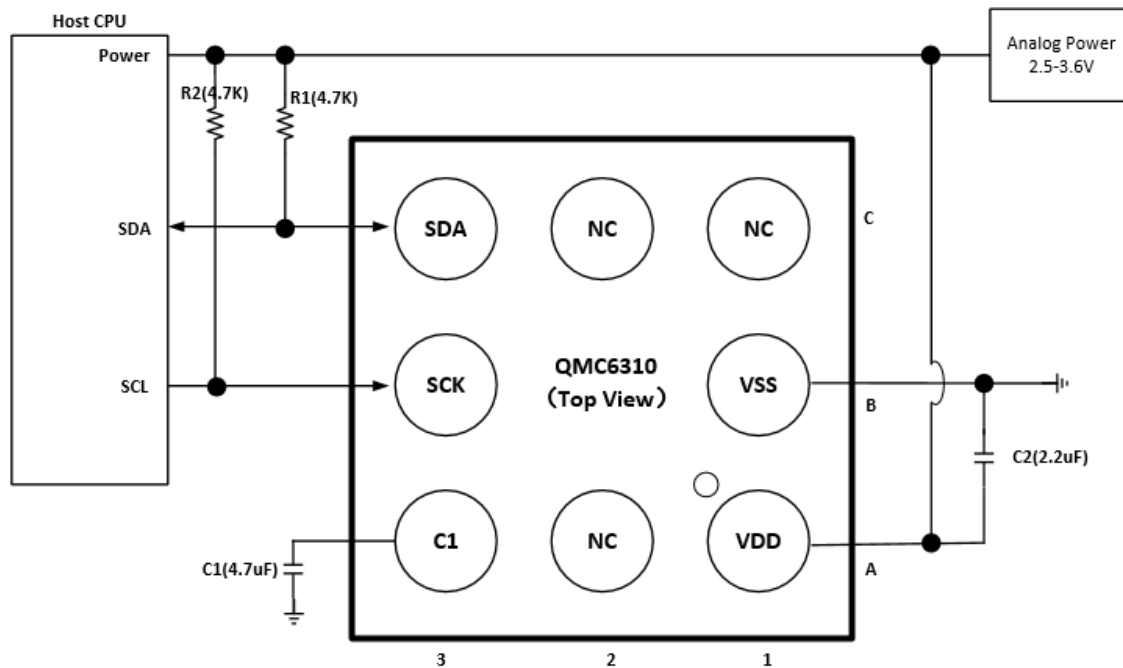 Host CPU
Power
Analog Power
2.5-3.6V
R2(4.7K)
R1(4.7K)
SDA
SDA
NC
NC
C
QMC6310
(Top View)
SCL
SCK
VSS
B
C2(2.2uF)
C1(4.7uF)
C1
NC
VDD
A
3
2
1